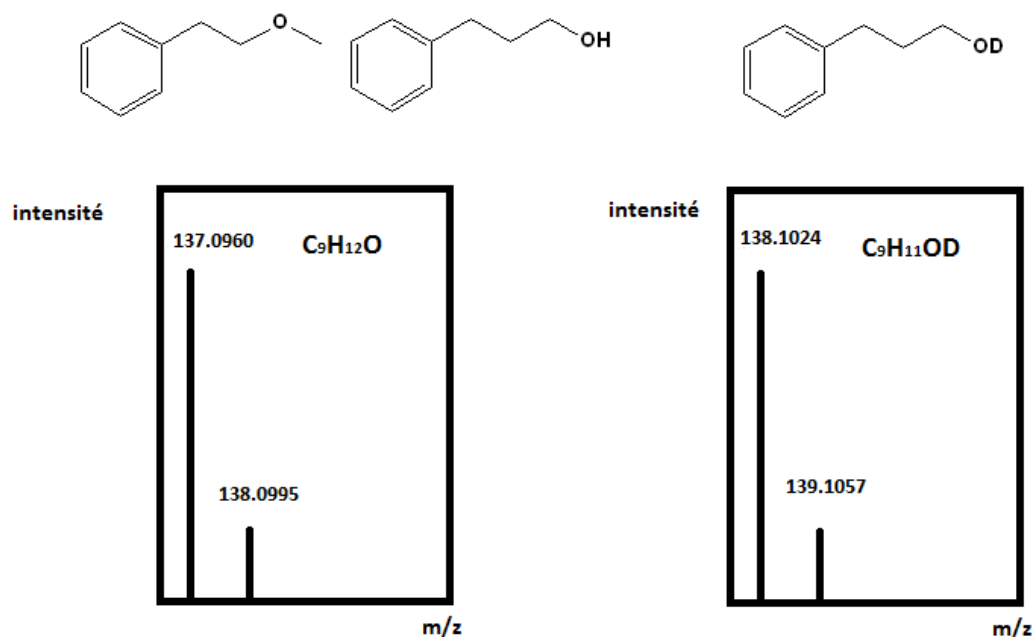 O
OH
OD
intensité
137.0960
C₉H₁₂O
138.0995
m/z
intensité
138.1024
C₉H₁₁OD
139.1057
m/z